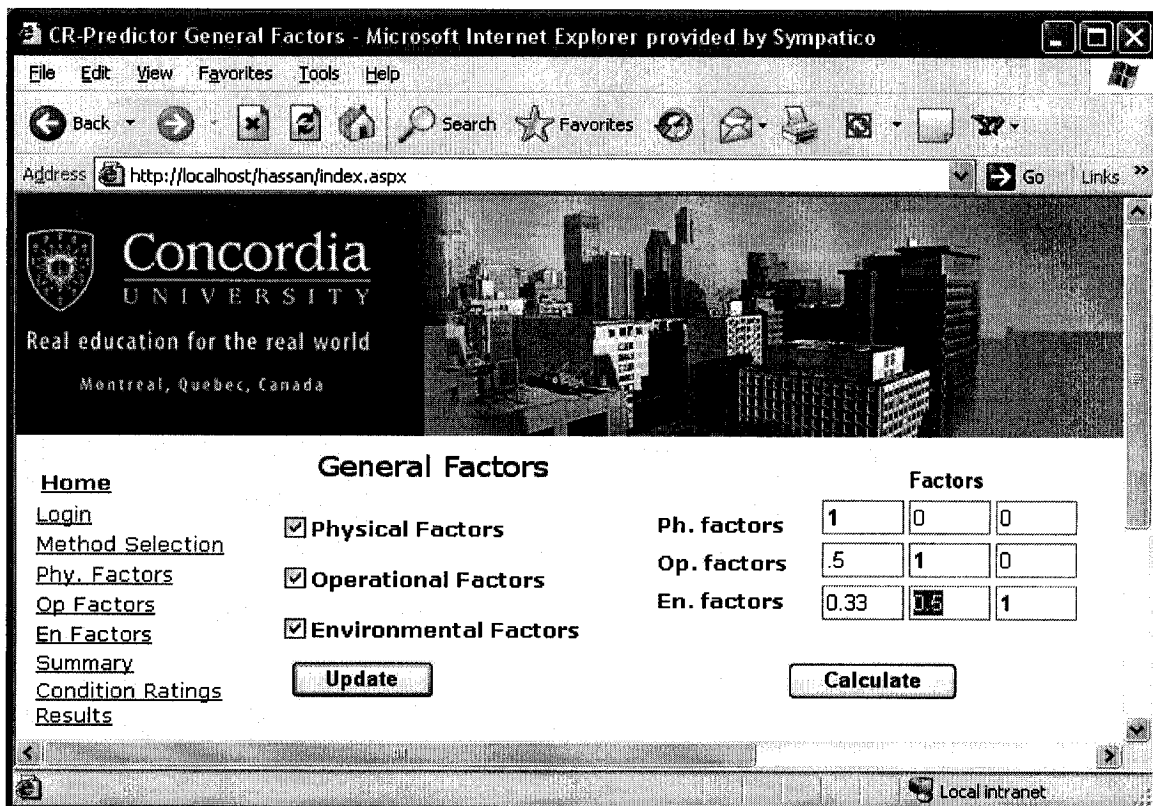 CR-Predictor General Factors - Microsoft Internet Explorer provided by Sympatico
File Edit View Favorites Tools Help
Back Search Favorites
Address http://localhost/hassan/index.aspx Go Links »
Concordia
UNIVERSITY
Real education for the real world
Montreal, Quebec, Canada
General Factors
Factors
Home
Login
Method Selection
Phy. Factors
Op Factors
En Factors
Summary
Condition Ratings
Results
Physical Factors
Operational Factors
Environmental Factors
Update
Ph. factors 1 0 0
Op. factors .5 1 0
En. factors 0.33 0.5 1
Calculate
Local intranet